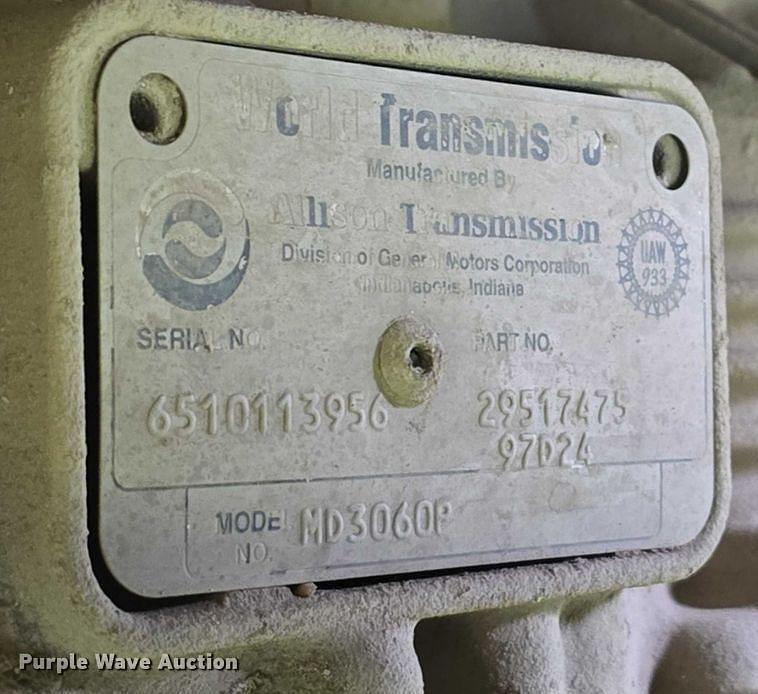 World Transmission
Manufactured By
Allison Transmission
Division of General Motors Corporation
Indianapolis, Indiana
UAW
933
SERIAL NO.
PART NO.
6510113956
29517475
97D24
MODEL
NO.
MD3060P
Purple Wave Auction